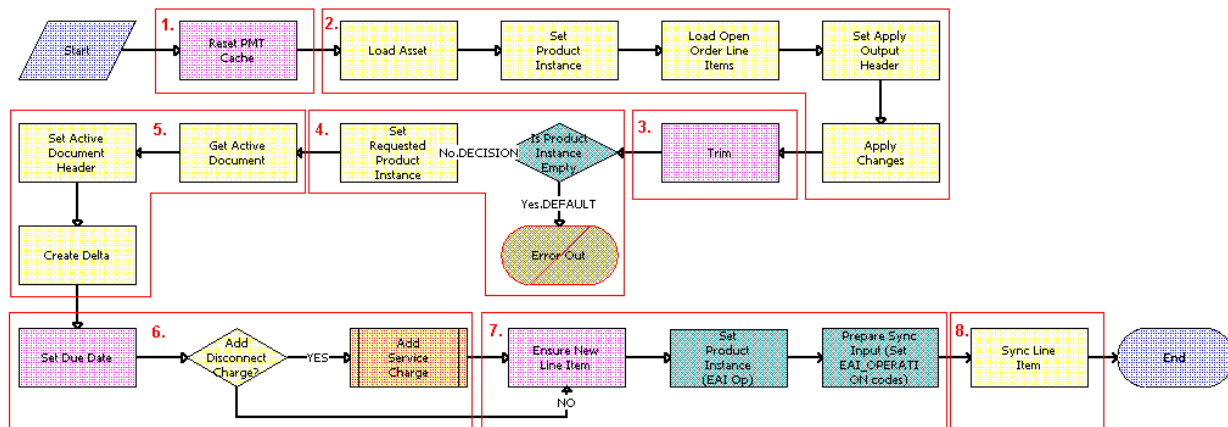 1.
2.
Start
Reset PMT
Cache
Load Asset
Set
Product
Instance
Load Open
Order Line
Items
Set Apply
Output
Header
5.
4.
3.
Set Active
Document
Header
Get Active
Document
Set
Requested
Product
Instance
No.DECISION
Is Product
Instance
Empty
Trim
Apply
Changes
Yes.DEFAULT
Create Delta
Error Out
6.
7.
8.
Set Due Date
Add
Disconnect
Charge?
YES
Add
Service
Charge
Ensure New
Line Item
Set
Product
Instance
(EAI Op)
Prepare Sync
Input (Set
EAI_OPERATI
ON codes)
Sync Line
Item
End
NO